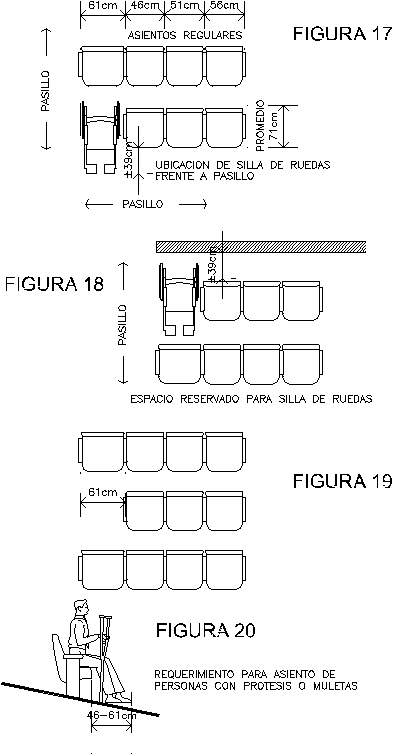 61cm 46cm 51cm 56cm
ASIENTOS REGULARES
FIGURA 17
PASILLO
PROMEDIO
71cm
±39cm
UBICACION DE SILLA DE RUEDAS
FRENTE A PASILLO
PASILLO
FIGURA 18
±39cm
PASILLO
ESPACIO RESERVADO PARA SILLA DE RUEDAS
FIGURA 19
61cm
FIGURA 20
REQUERIMIENTO PARA ASIENTO DE
PERSONAS CON PROTESIS O MULETAS
46-61cm